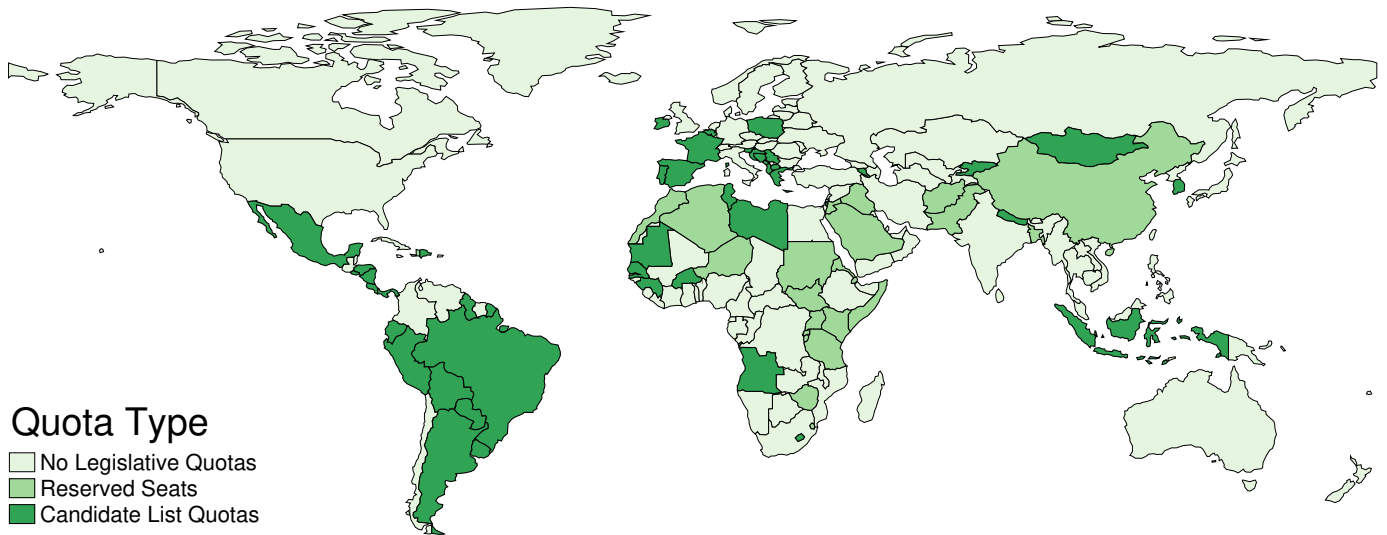 Quota Type
No Legislative Quotas
Reserved Seats
Candidate List Quotas